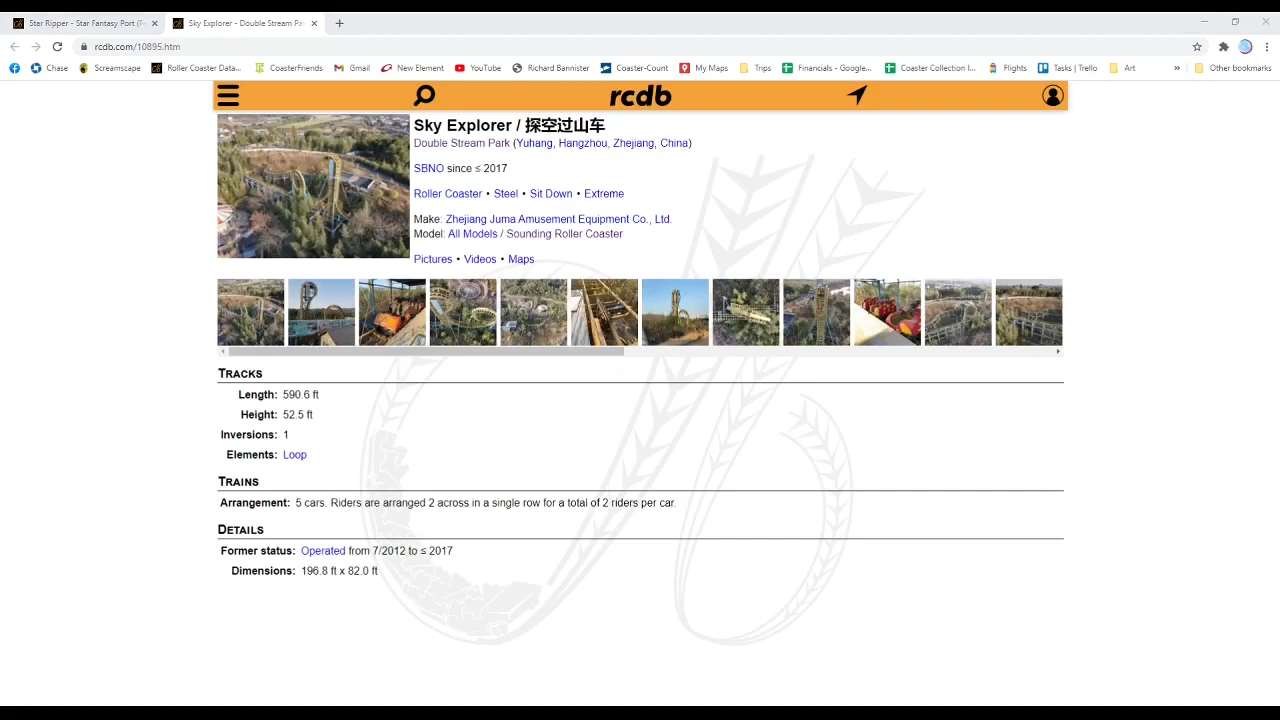 Star Ripper - Star Fantasy Port (Fu
Sky Explorer - Double Stream Pa
rcdb.com/10895.htm
Chase
Screamscape
Roller Coaster Data...
CoasterFriends
Gmail
New Element
YouTube
Richard Bannister
Coaster-Count
My Maps
Trips
Financials - Google...
Coaster Collection I...
Flights
Tasks | Trello
Art
»
Other bookmarks
rcdb
Sky Explorer / 探空过山车
Double Stream Park (Yuhang, Hangzhou, Zhejiang, China)
SBNO since ≤ 2017
Roller Coaster • Steel • Sit Down • Extreme
Make: Zhejiang Juma Amusement Equipment Co., Ltd.
Model: All Models / Sounding Roller Coaster
Pictures • Videos • Maps
Tracks
Length: 590.6 ft
Height: 52.5 ft
Inversions: 1
Elements: Loop
Trains
Arrangement: 5 cars. Riders are arranged 2 across in a single row for a total of 2 riders per car.
Details
Former status: Operated from 7/2012 to ≤ 2017
Dimensions: 196.8 ft x 82.0 ft